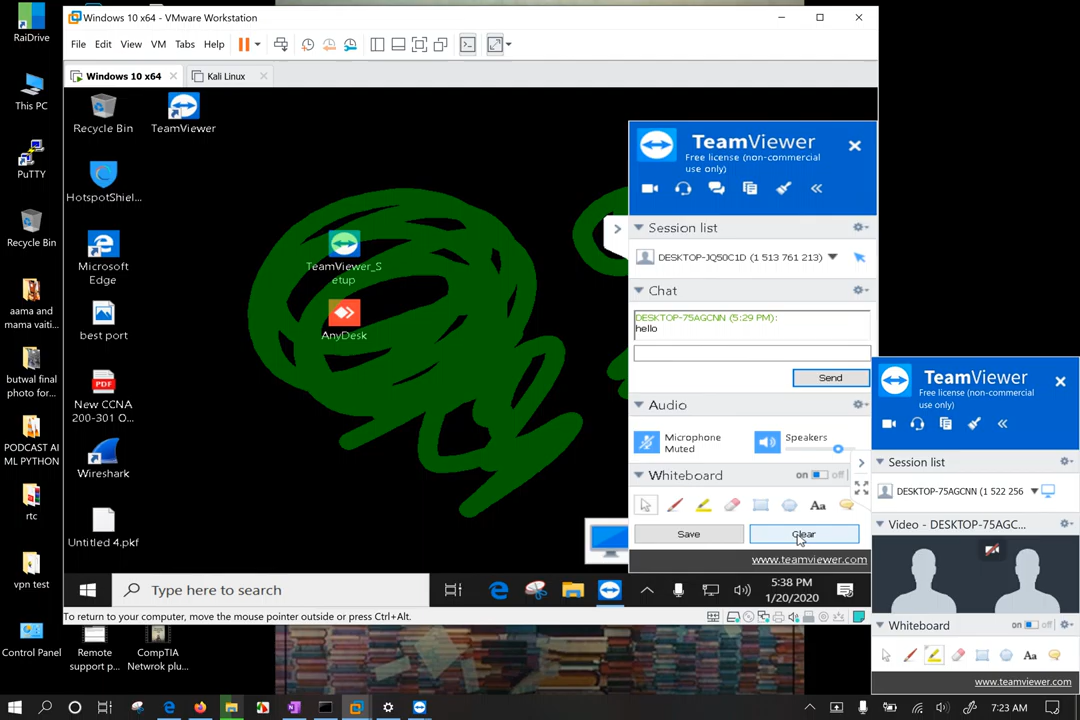 RaiDrive
This PC
PuTTY
Recycle Bin
aama and
mama vaiti...
butwal final
photo for...
PODCAST AI
ML PYTHON
rtc
vpn test
Control Panel
Remote
support p...
CompTIA
Netwrok plu...
Windows 10 x64 - VMware Workstation
File Edit View VM Tabs Help
Windows 10 x64
Kali Linux
Recycle Bin
TeamViewer
HotspotShiel...
Microsoft
Edge
best port
New CCNA
200-301 O...
Wireshark
Untitled 4.pkf
TeamViewer_S
etup
AnyDesk
TeamViewer
Free license (non-commercial
use only)
Session list
DESKTOP-JQ50C1D (1 513 761 213)
Chat
DESKTOP-75AGCNN (5:29 PM):
hello
Send
Audio
Microphone
Muted
Speakers
Whiteboard
on off
Aa
Save
Clear
www.teamviewer.com
Type here to search
5:38 PM
1/20/2020
To return to your computer, move the mouse pointer outside or press Ctrl+Alt.
TeamViewer
Free license (non-commercial
use only)
Session list
DESKTOP-75AGCNN (1 522 256
Video - DESKTOP-75AGC...
Whiteboard
on off
Aa
www.teamviewer.com
7:23 AM